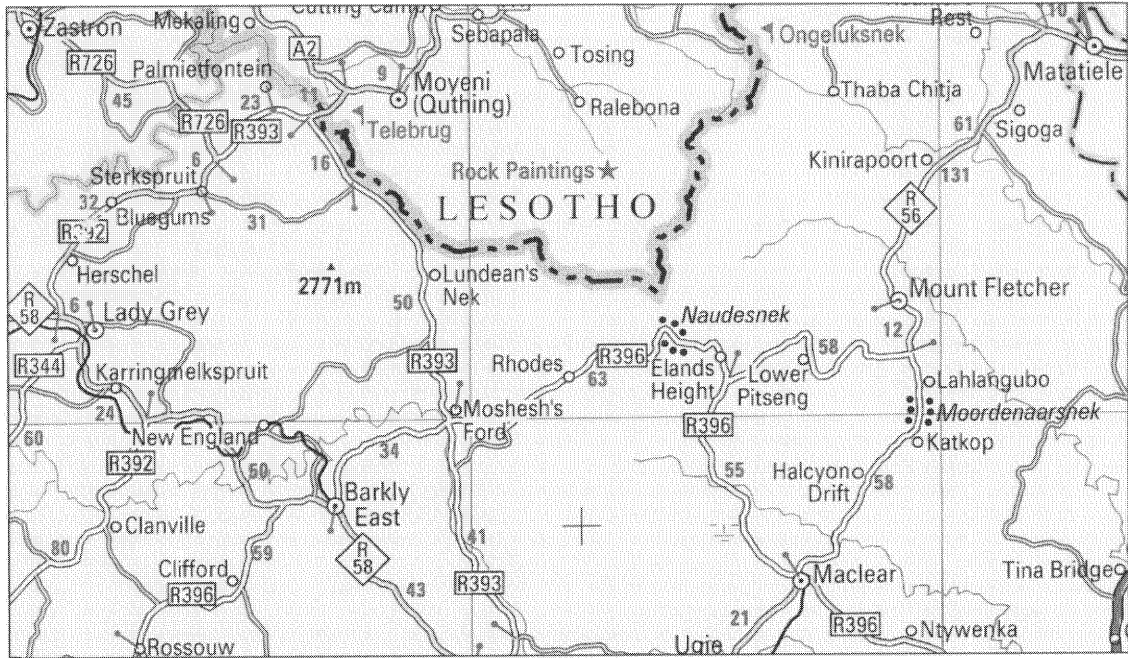 Zastron
Mekaling
Cutting Camp
Sebapala
Tosing
Ongeluksnek
Rest
10
Matatiele
R726
Palmietfontein
A2
9
Moyeni
(Quthing)
Ralebona
Thaba Chitja
45
23
11
R726
R393
Telebrug
61
Sigoga
6
16
Rock Paintings
Kinirapoort
131
Sterkspruit
32
Bluegums
31
LESOTHO
R
56
R392
Herschel
2771m
Lundean's
Nek
Mount Fletcher
R
58
6
Lady Grey
50
Naudesnek
12
R344
R393
Rhodes
R396
58
Karringmelkspruit
63
Elands
Height
Lower
Pitseng
Lahlangubo
24
Moshesh's
Ford
Moordenaarsnek
60
New England
R396
Katkop
R392
50
34
55
Halcyon
Drift
58
Barkly
East
Clanville
41
80
59
R
58
Clifford
43
R393
Maclear
Tina Bridge
R396
21
R396
Rossouw
Ugie
Ntywenka